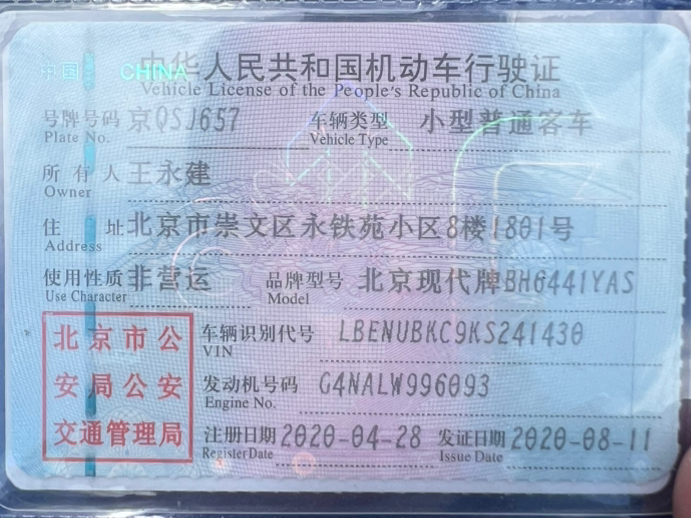 中国 CHINA
中华人民共和国机动车行驶证
Vehicle License of the People's Republic of China
号牌号码 京QSJ657 车辆类型 小型普通客车
Plate No. Vehicle Type
所有人 王永建
Owner
住址 北京市崇文区永铁苑小区8楼1801号
Address
使用性质 非营运 品牌型号 北京现代牌BH6441YAS
Use Character Model
北京市公
安局公安
交通管理局
车辆识别代号 LBENUBKC9KS241430
VIN
发动机号码 G4NALW996093
Engine No.
注册日期 2020-04-28 发证日期 2020-08-11
Register Date Issue Date